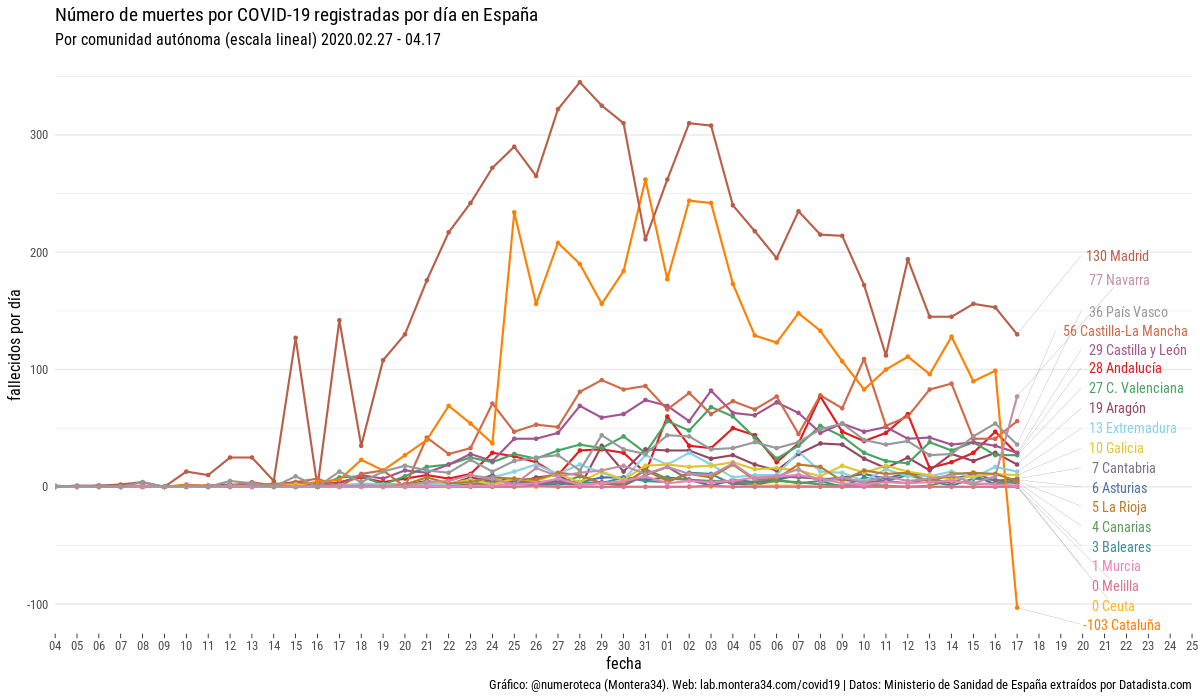 Número de muertes por COVID-19 registradas por día en España
Por comunidad autónoma (escala lineal) 2020.02.27 - 04.17
fallecidos por día
300
200
100
0
-100
130 Madrid
77 Navarra
36 País Vasco
56 Castilla-La Mancha
29 Castilla y León
28 Andalucía
27 C. Valenciana
19 Aragón
13 Extremadura
10 Galicia
7 Cantabria
6 Asturias
5 La Rioja
4 Canarias
3 Baleares
1 Murcia
0 Melilla
0 Ceuta
-103 Cataluña
04 05 06 07 08 09 10 11 12 13 14 15 16 17 18 19 20 21 22 23 24 25 26 27 28 29 30 31 01 02 03 04 05 06 07 08 09 10 11 12 13 14 15 16 17 18 19 20 21 22 23 24 25
fecha
Gráfico: @numeroteca (Montera34). Web: lab.montera34.com/covid19 | Datos: Ministerio de Sanidad de España extraídos por Datadista.com